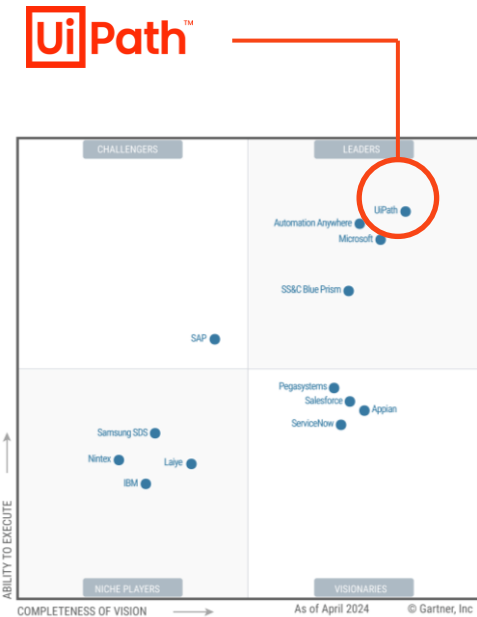 UiPath™
CHALLENGERS
LEADERS
UiPath
Automation Anywhere
Microsoft
SS&C Blue Prism
SAP
Pegasystems
Salesforce
Appian
ServiceNow
Samsung SDS
Nintex
Laiye
IBM
ABILITY TO EXECUTE
NICHE PLAYERS
VISIONARIES
COMPLETENESS OF VISION
As of April 2024
© Gartner, Inc